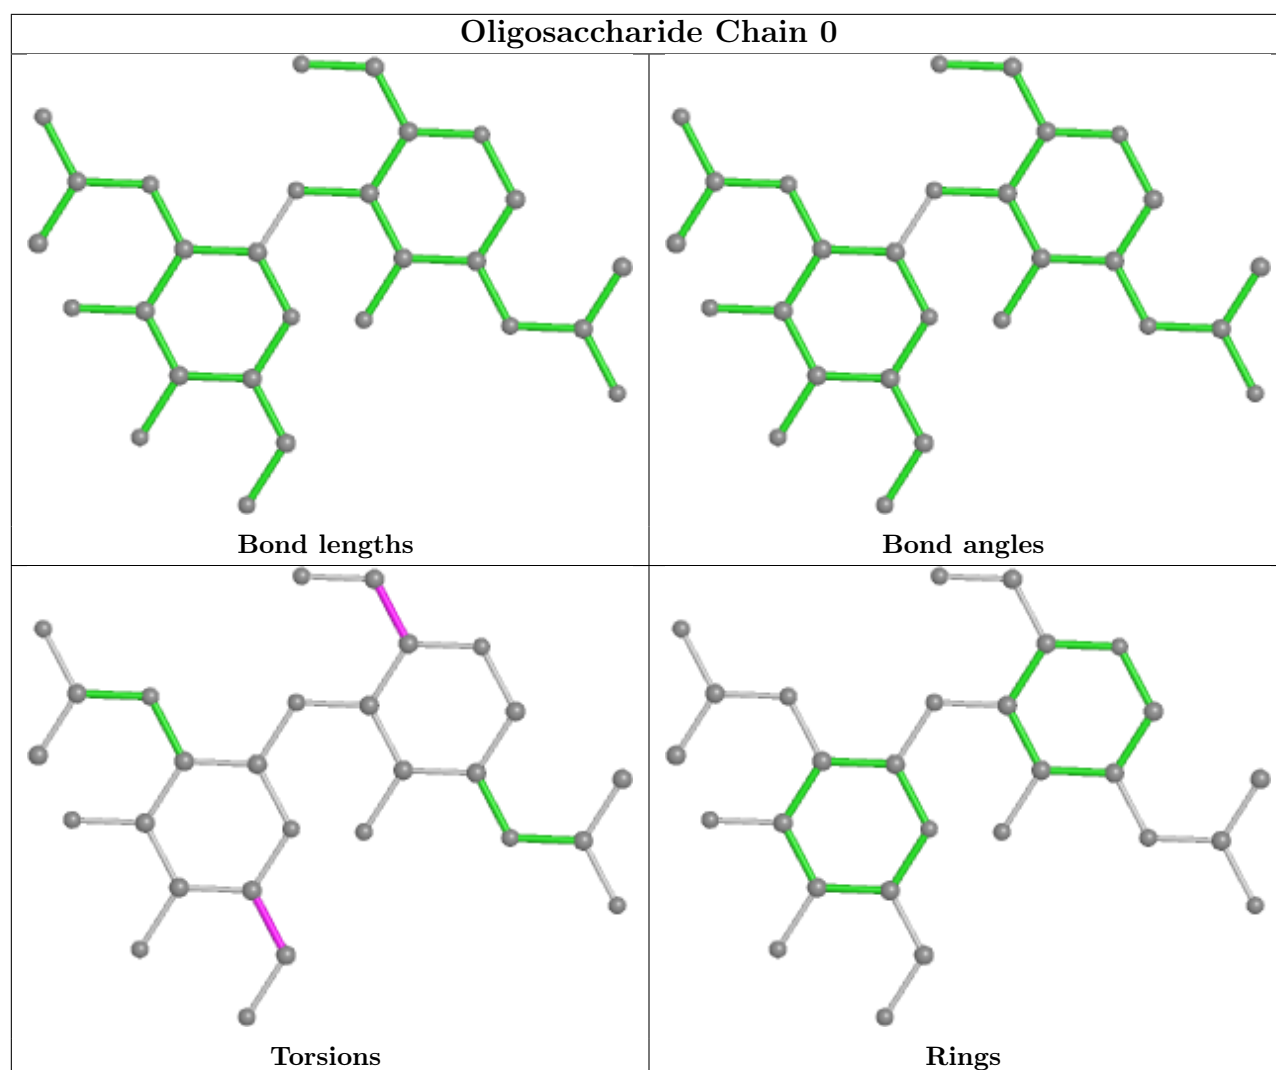 Oligosaccharide Chain 0
Bond lengths
Bond angles
Torsions
Rings